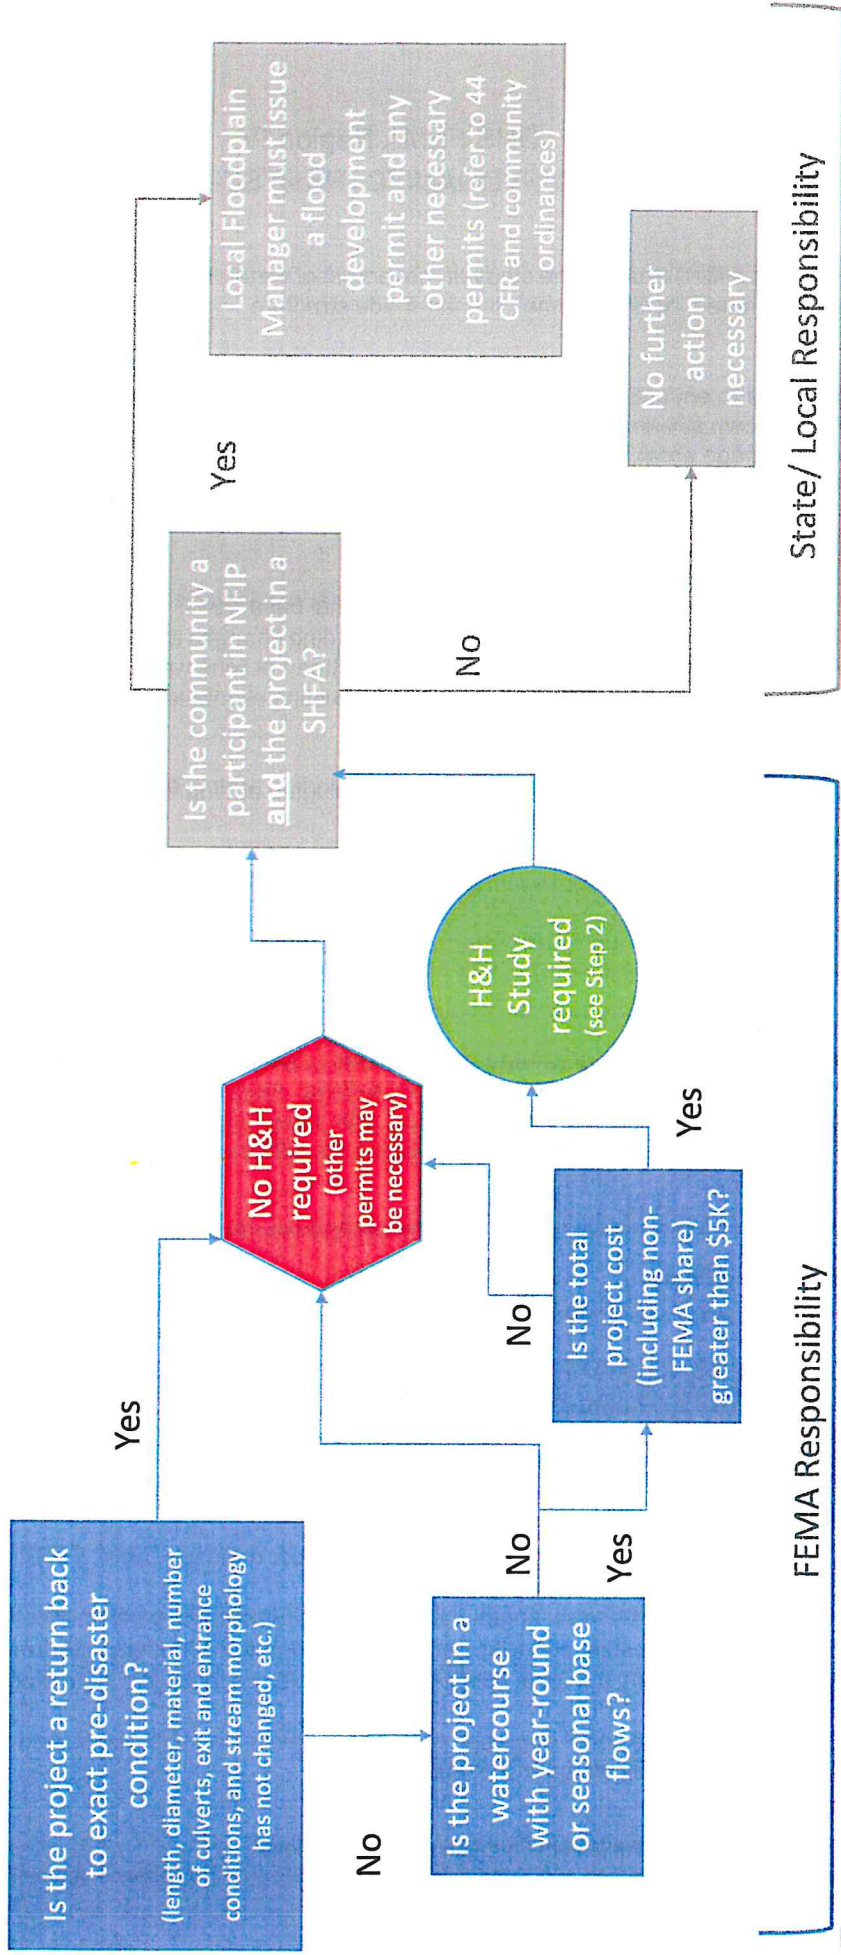 Is the project a return back
to exact pre-disaster
condition?
(length, diameter, material, number
of culverts, exit and entrance
conditions, and stream morphology
has not changed, etc.)
Yes
No
Is the project in a
watercourse
with year-round
or seasonal base
flows?
No
Yes
No H&H
required
(other
permits may
be necessary)
Is the total
project cost
(including non-
FEMA share)
greater than $5K?
No
Yes
H&H
Study
required
(see Step 2)
Is the community a
participant in NFIP
and the project in a
SHFA?
Yes
No
Local Floodplain
Manager must issue
a flood
development
permit and any
other necessary
permits (refer to 44
CFR and community
ordinances)
No further
action
necessary
FEMA Responsibility
State/ Local Responsibility